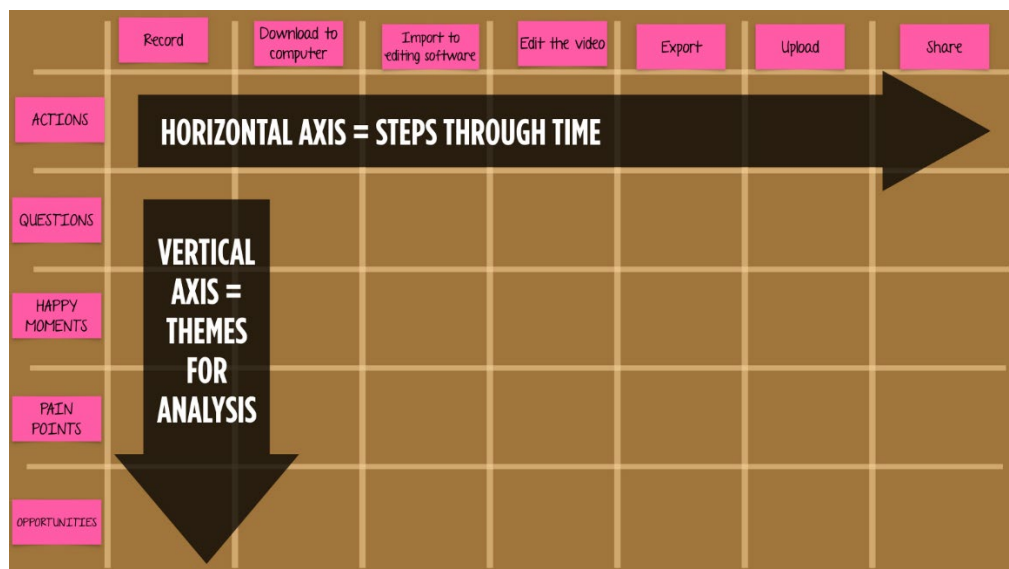 Record
Download to
computer
Import to
editing software
Edit the video
Export
Upload
Share
ACTIONS
HORIZONTAL AXIS = STEPS THROUGH TIME
QUESTIONS
VERTICAL
AXIS =
THEMES
FOR
ANALYSIS
HAPPY
MOMENTS
PAIN
POINTS
OPPORTUNITIES